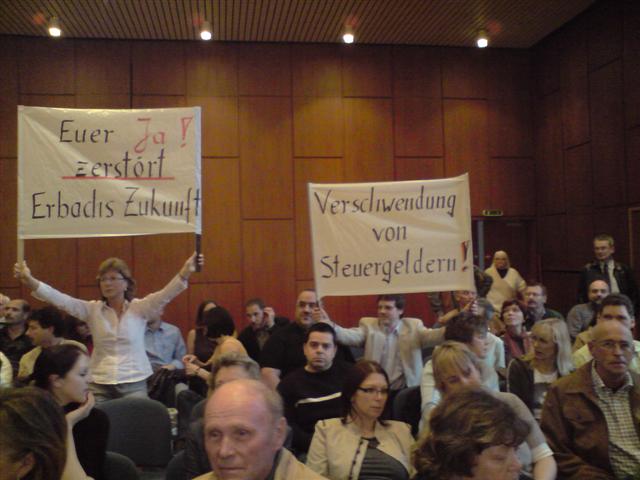 Euer Ja!
zerstört
Erbachs Zukunft
Verschwendung
von
Steuergeldern!